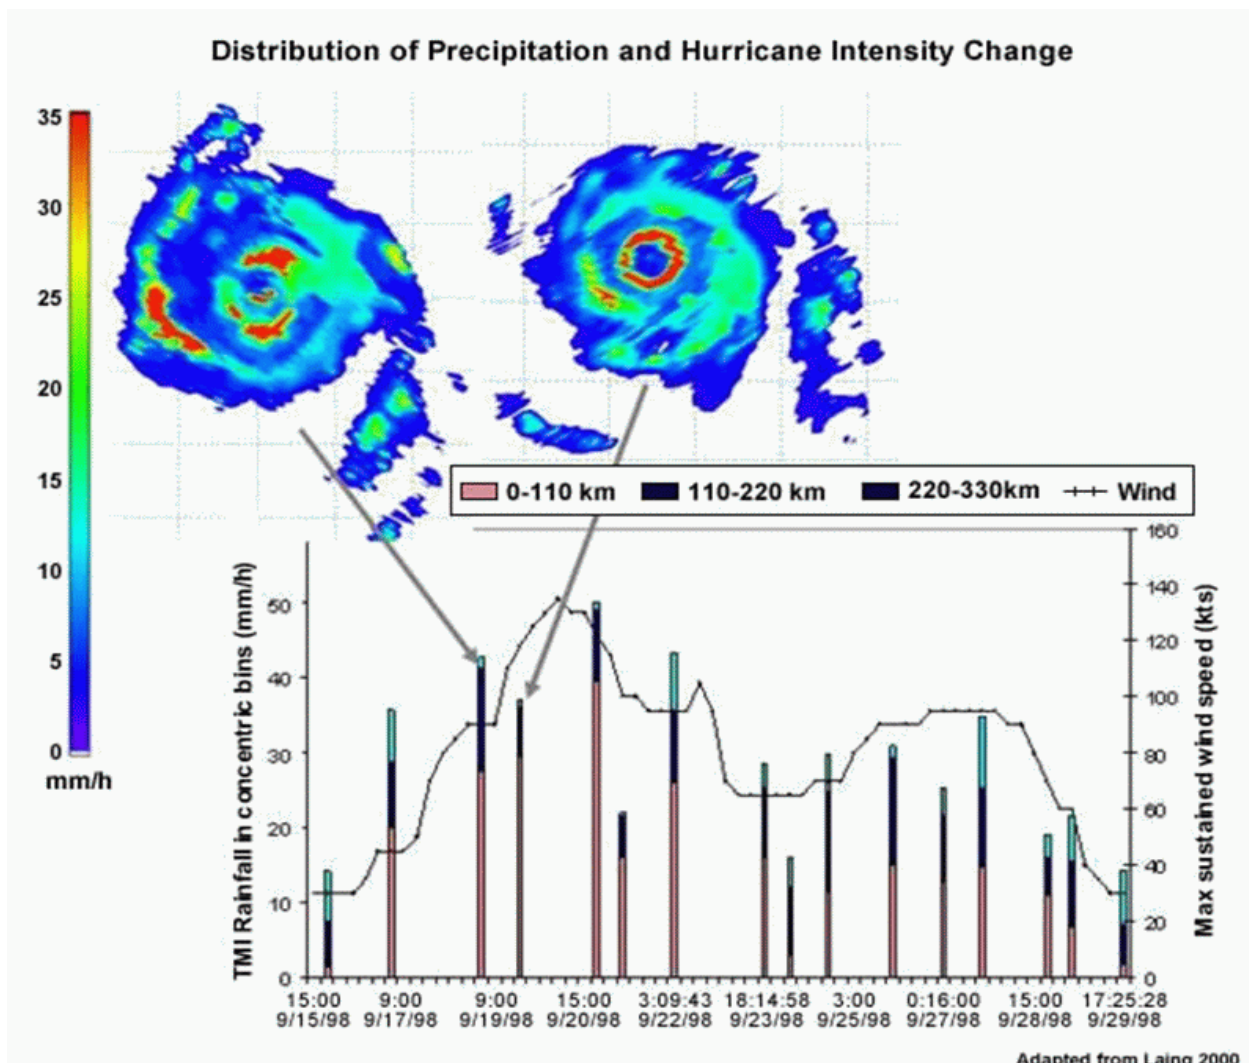 Distribution of Precipitation and Hurricane Intensity Change
35
30
25
20
15
10
5
0
mm/h
0-110 km 110-220 km 220-330km Wind
TMI Rainfall in concentric bins (mm/h)
50
40
30
20
10
0
160
140
120
100
80
60
40
20
0
Max sustained wind speed (kts)
15:00 9:00 9:00 15:00 3:09:43 18:14:58 3:00 0:16:00 15:00 17:25:28
9/15/98 9/17/98 9/19/98 9/20/98 9/22/98 9/23/98 9/25/98 9/27/98 9/28/98 9/29/98
Adapted from Laing 2000